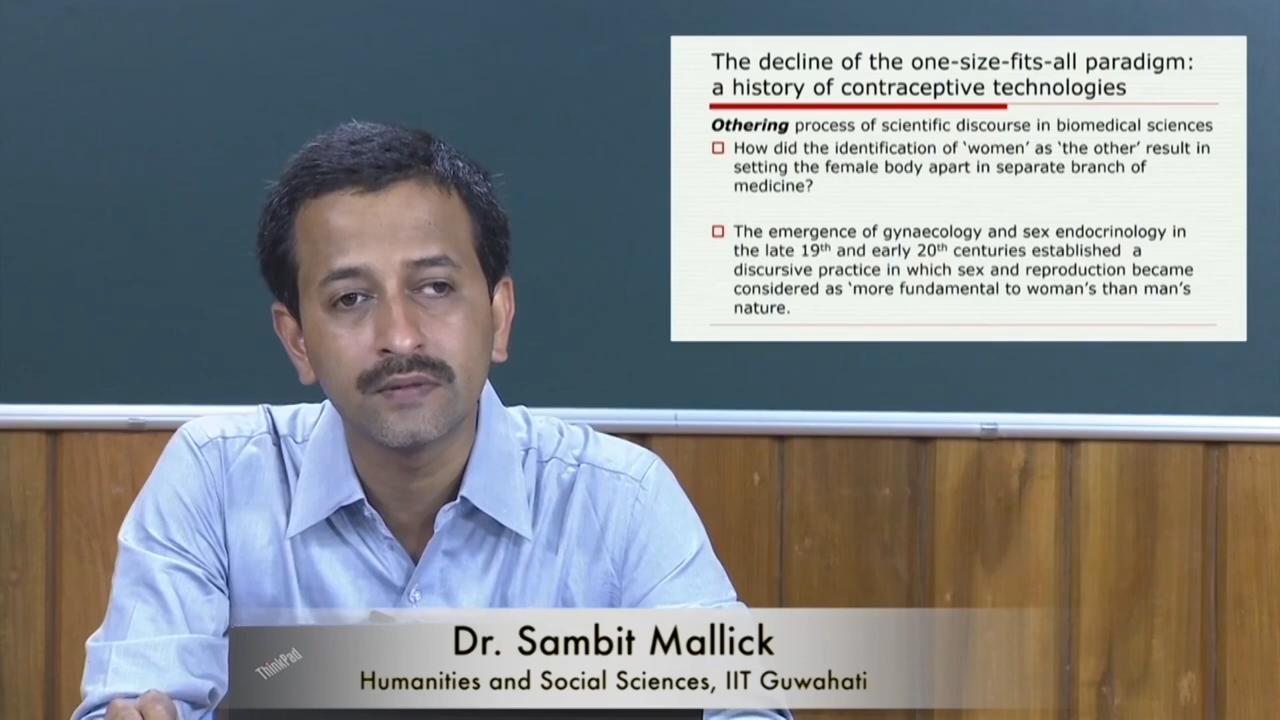 The decline of the one-size-fits-all paradigm:
a history of contraceptive technologies
Othering process of scientific discourse in biomedical sciences
How did the identification of ‘women’ as ‘the other’ result in
setting the female body apart in separate branch of
medicine?
The emergence of gynaecology and sex endocrinology in
the late 19th and early 20th centuries established a
discursive practice in which sex and reproduction became
considered as ‘more fundamental to woman’s than man’s
nature.
Dr. Sambit Mallick
ThinkPad
Humanities and Social Sciences, IIT Guwahati